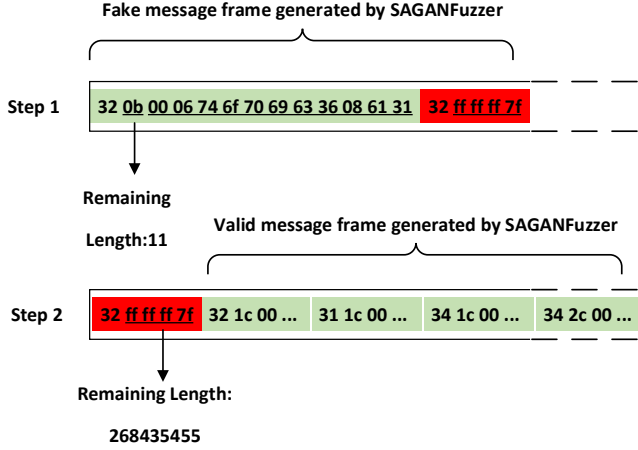 Fake message frame generated by SAGANFuzzer
Step 1
32 0b 00 06 74 6f 70 69 63 36 08 61 31 32 ff ff ff 7f
Remaining
Length:11
Valid message frame generated by SAGANFuzzer
Step 2
32 ff ff ff 7f 32 1c 00 ... 31 1c 00 ... 34 1c 00 ... 34 2c 00 ...
Remaining Length:
268435455